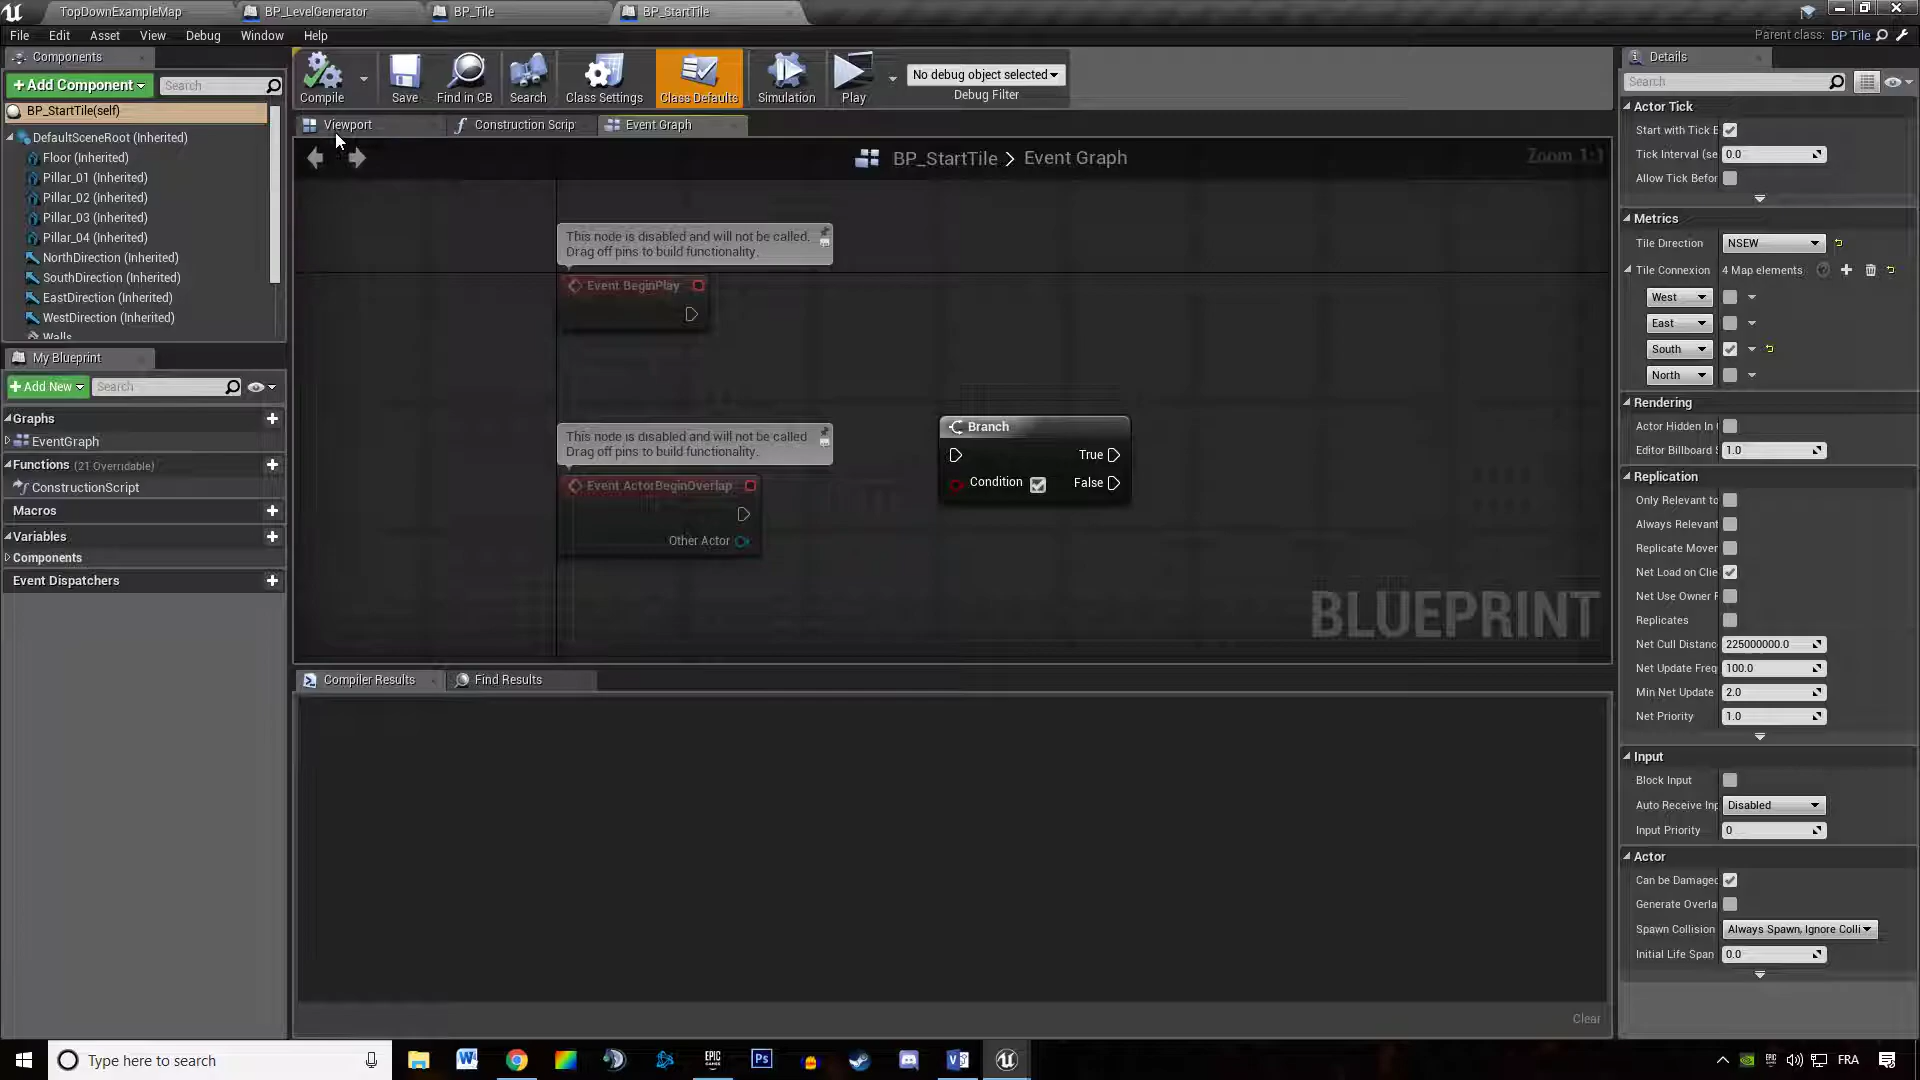 TopDownExampleMap
BP_LevelGenerator
BP_Tile
BP_StartTile
File
Edit
Asset
View
Debug
Window
Help
Parent class: BP Tile
Components
+Add Component
Search
BP_StartTile(self)
DefaultSceneRoot (Inherited)
Floor (Inherited)
Pillar_01 (Inherited)
Pillar_02 (Inherited)
Pillar_03 (Inherited)
Pillar_04 (Inherited)
NorthDirection (Inherited)
SouthDirection (Inherited)
EastDirection (Inherited)
WestDirection (Inherited)
Walls
My Blueprint
+Add New
Search
Graphs
EventGraph
Functions (21 Overridable)
ConstructionScript
Macros
Variables
Components
Event Dispatchers
Compile
Save
Find in CB
Search
Class Settings
Class Defaults
Simulation
Play
No debug object selected
Debug Filter
Viewport
Construction Scrip
Event Graph
BP_StartTile > Event Graph
Zoom 1:1
This node is disabled and will not be called.
Drag off pins to build functionality.
Event BeginPlay
This node is disabled and will not be called
Drag off pins to build functionality.
Event ActorBeginOverlap
Other Actor
Branch
True
Condition
False
BLUEPRINT
Compiler Results
Find Results
Clear
Details
Search
Actor Tick
Start with Tick E
Tick Interval (se
0.0
Allow Tick Befor
Metrics
Tile Direction
NSEW
Tile Connexion
4 Map elements
West
East
South
North
Rendering
Actor Hidden In
Editor Billboard
1.0
Replication
Only Relevant to
Always Relevant
Replicate Mover
Net Load on Clie
Net Use Owner F
Replicates
Net Cull Distanc
225000000.0
Net Update Freq
100.0
Min Net Update
2.0
Net Priority
1.0
Input
Block Input
Auto Receive Inp
Disabled
Input Priority
0
Actor
Can be Damaged
Generate Overla
Spawn Collision
Always Spawn, Ignore Colli
Initial Life Span
0.0
Type here to search
FRA